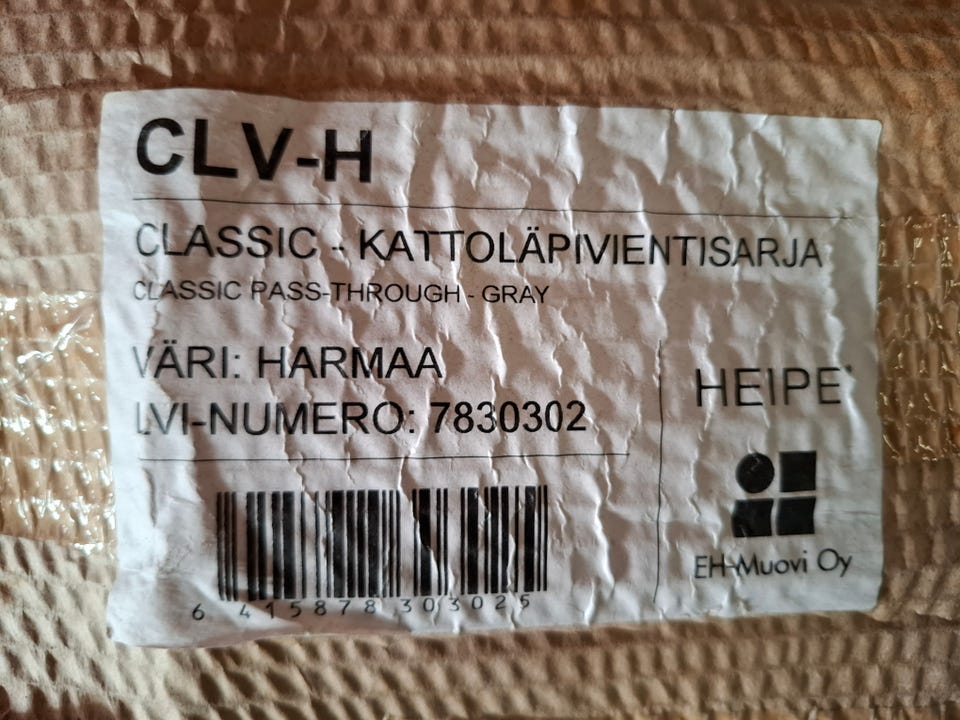 CLV-H
CLASSIC - KATTOLÄPIVIENTISARJA
CLASSIC PASS-THROUGH - GRAY
VÄRI: HARMAA
LVI-NUMERO: 7830302
HEIPE
EH-Muovi Oy
6 415878 303025